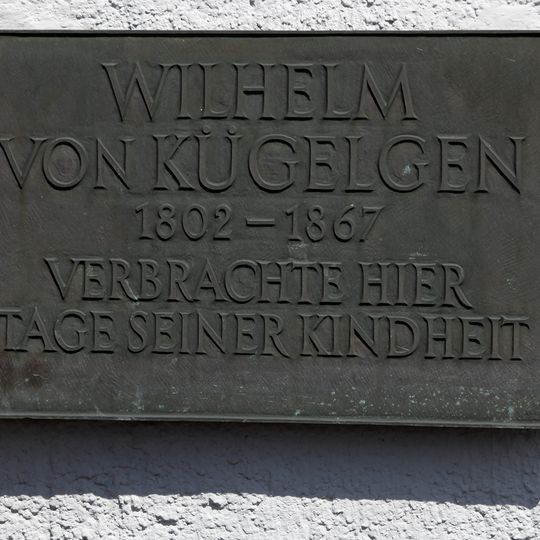 WILHELM
VON KÜGELGEN
1802 – 1867
VERBRACHTE HIER
TAGE SEINER KINDHEIT